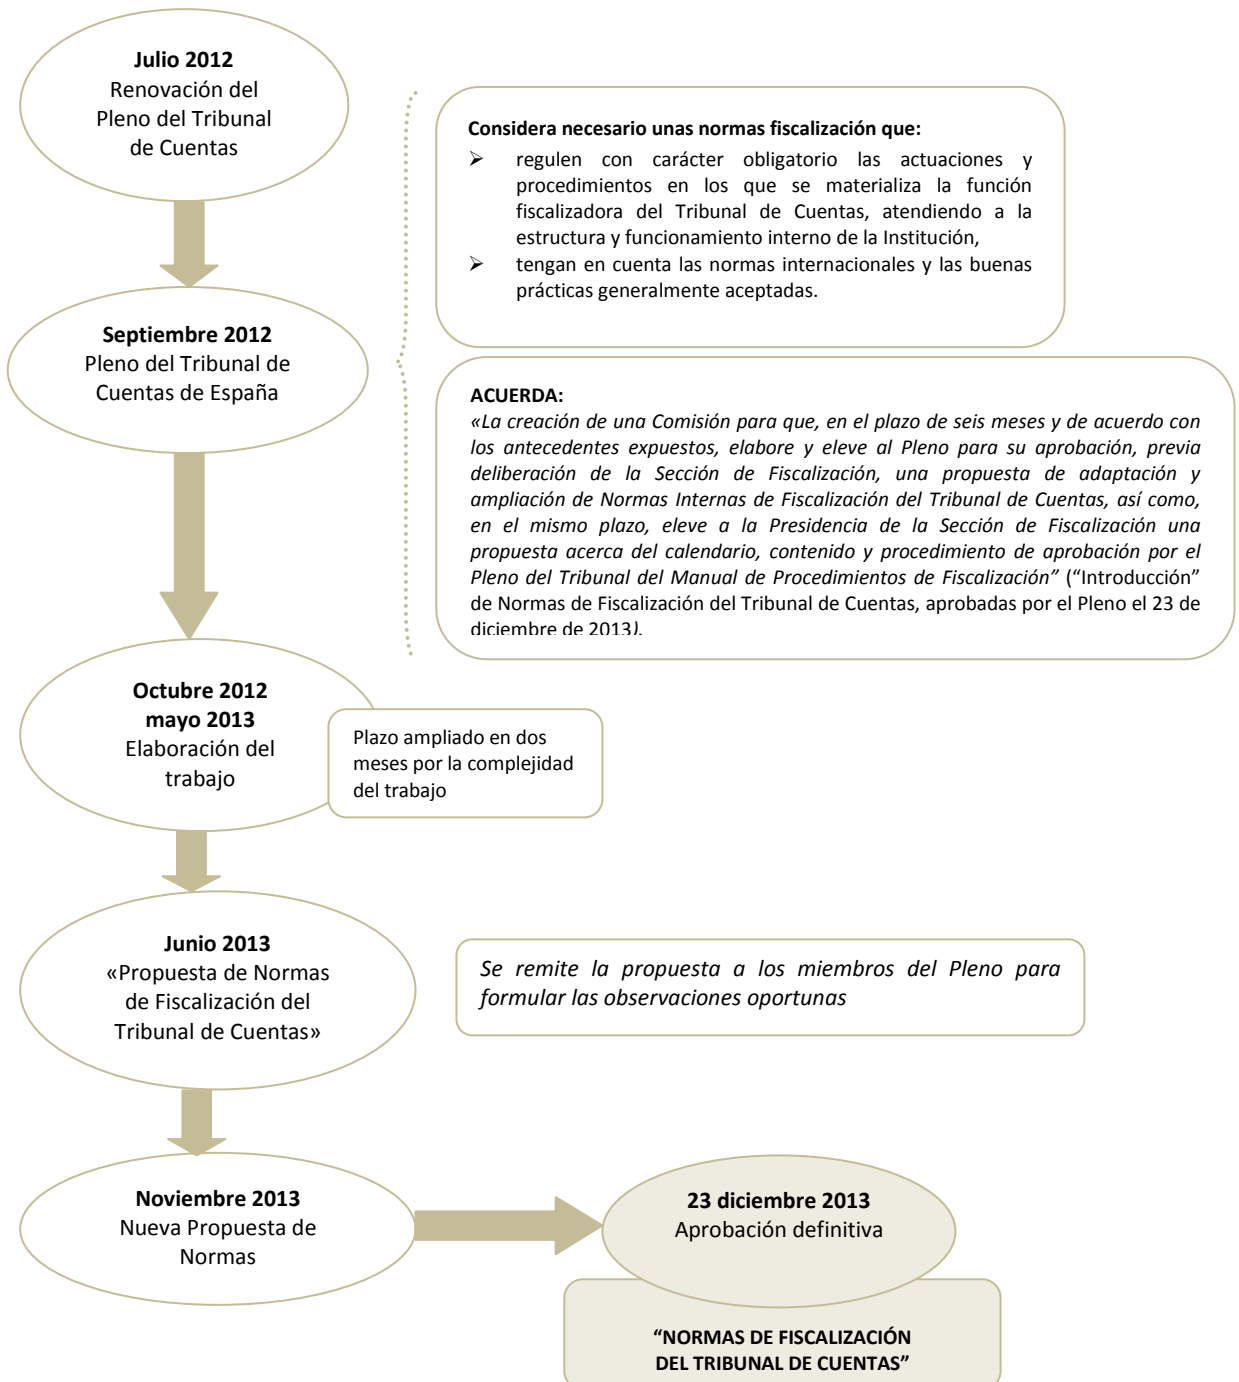 Julio 2012
Renovación del
Pleno del Tribunal
de Cuentas
Considera necesario unas normas fiscalización que:
➢ regulen con carácter obligatorio las actuaciones y
procedimientos en los que se materializa la función
fiscalizadora del Tribunal de Cuentas, atendiendo a la
estructura y funcionamiento interno de la Institución,
➢ tengan en cuenta las normas internacionales y las buenas
prácticas generalmente aceptadas.
Septiembre 2012
Pleno del Tribunal de
Cuentas de España
ACUERDA:
«La creación de una Comisión para que, en el plazo de seis meses y de acuerdo con
los antecedentes expuestos, elabore y eleve al Pleno para su aprobación, previa
deliberación de la Sección de Fiscalización, una propuesta de adaptación y
ampliación de Normas Internas de Fiscalización del Tribunal de Cuentas, así como,
en el mismo plazo, eleve a la Presidencia de la Sección de Fiscalización una
propuesta acerca del calendario, contenido y procedimiento de aprobación por el
Pleno del Tribunal del Manual de Procedimientos de Fiscalización” (“Introducción”
de Normas de Fiscalización del Tribunal de Cuentas, aprobadas por el Pleno el 23 de
diciembre de 2013).
Octubre 2012
mayo 2013
Elaboración del
trabajo
Plazo ampliado en dos
meses por la complejidad
del trabajo
Junio 2013
«Propuesta de Normas
de Fiscalización del
Tribunal de Cuentas»
Se remite la propuesta a los miembros del Pleno para
formular las observaciones oportunas
Noviembre 2013
Nueva Propuesta de
Normas
23 diciembre 2013
Aprobación definitiva
“NORMAS DE FISCALIZACIÓN
DEL TRIBUNAL DE CUENTAS”